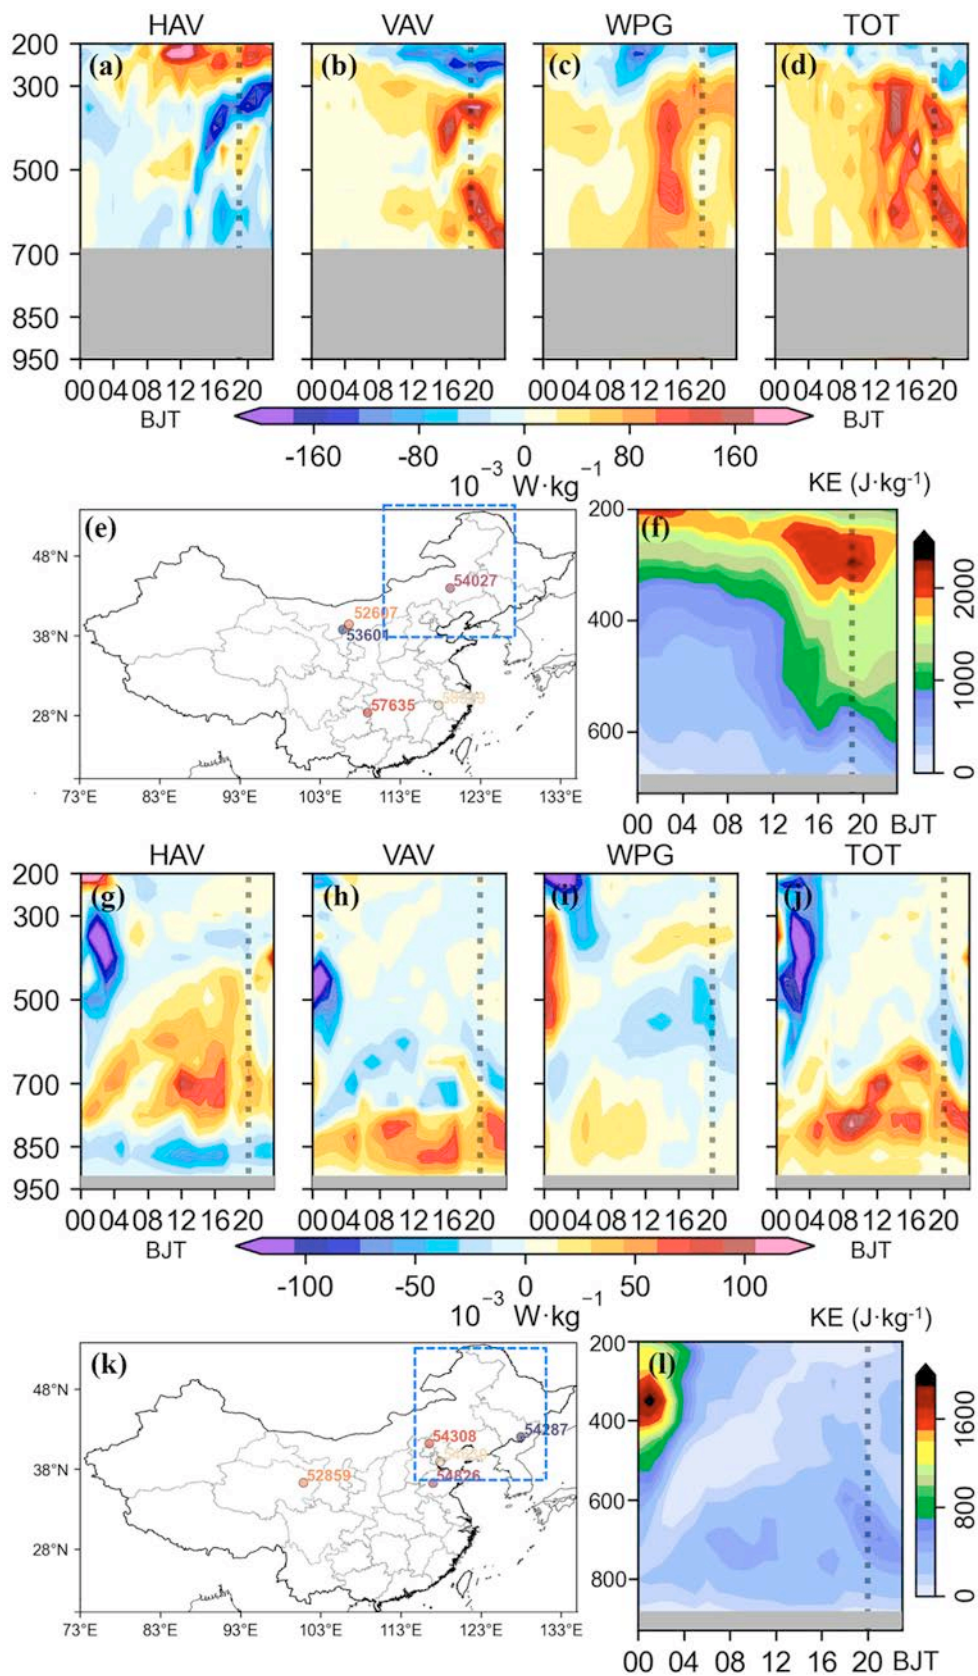 HAV VAV WPG TOT
200 (a) (b) (c) (d)
300
500
700
850
950
00 04 08 12 16 20 00 04 08 12 16 20 00 04 08 12 16 20 00 04 08 12 16 20
BJT BJT
-160 -80 0 80 160
10⁻³ W·kg⁻¹
KE (J·kg⁻¹)
(e)
48°N
38°N
28°N
54027
52607
5360
57635
73°E 83°E 93°E 103°E 113°E 123°E 133°E
(f)
200
400
600
00 04 08 12 16 20 BJT
2000
1000
0
HAV VAV WPG TOT
200 (g) (h) (i) (j)
300
500
700
850
950
00 04 08 12 16 20 00 04 08 12 16 20 00 04 08 12 16 20 00 04 08 12 16 20
BJT BJT
-100 -50 0 50 100
10⁻³ W·kg⁻¹
KE (J·kg⁻¹)
(k)
48°N
38°N
28°N
54287
54308
52859
54826
73°E 83°E 93°E 103°E 113°E 123°E 133°E
(l)
200
400
600
800
00 04 08 12 16 20 BJT
1600
800
0